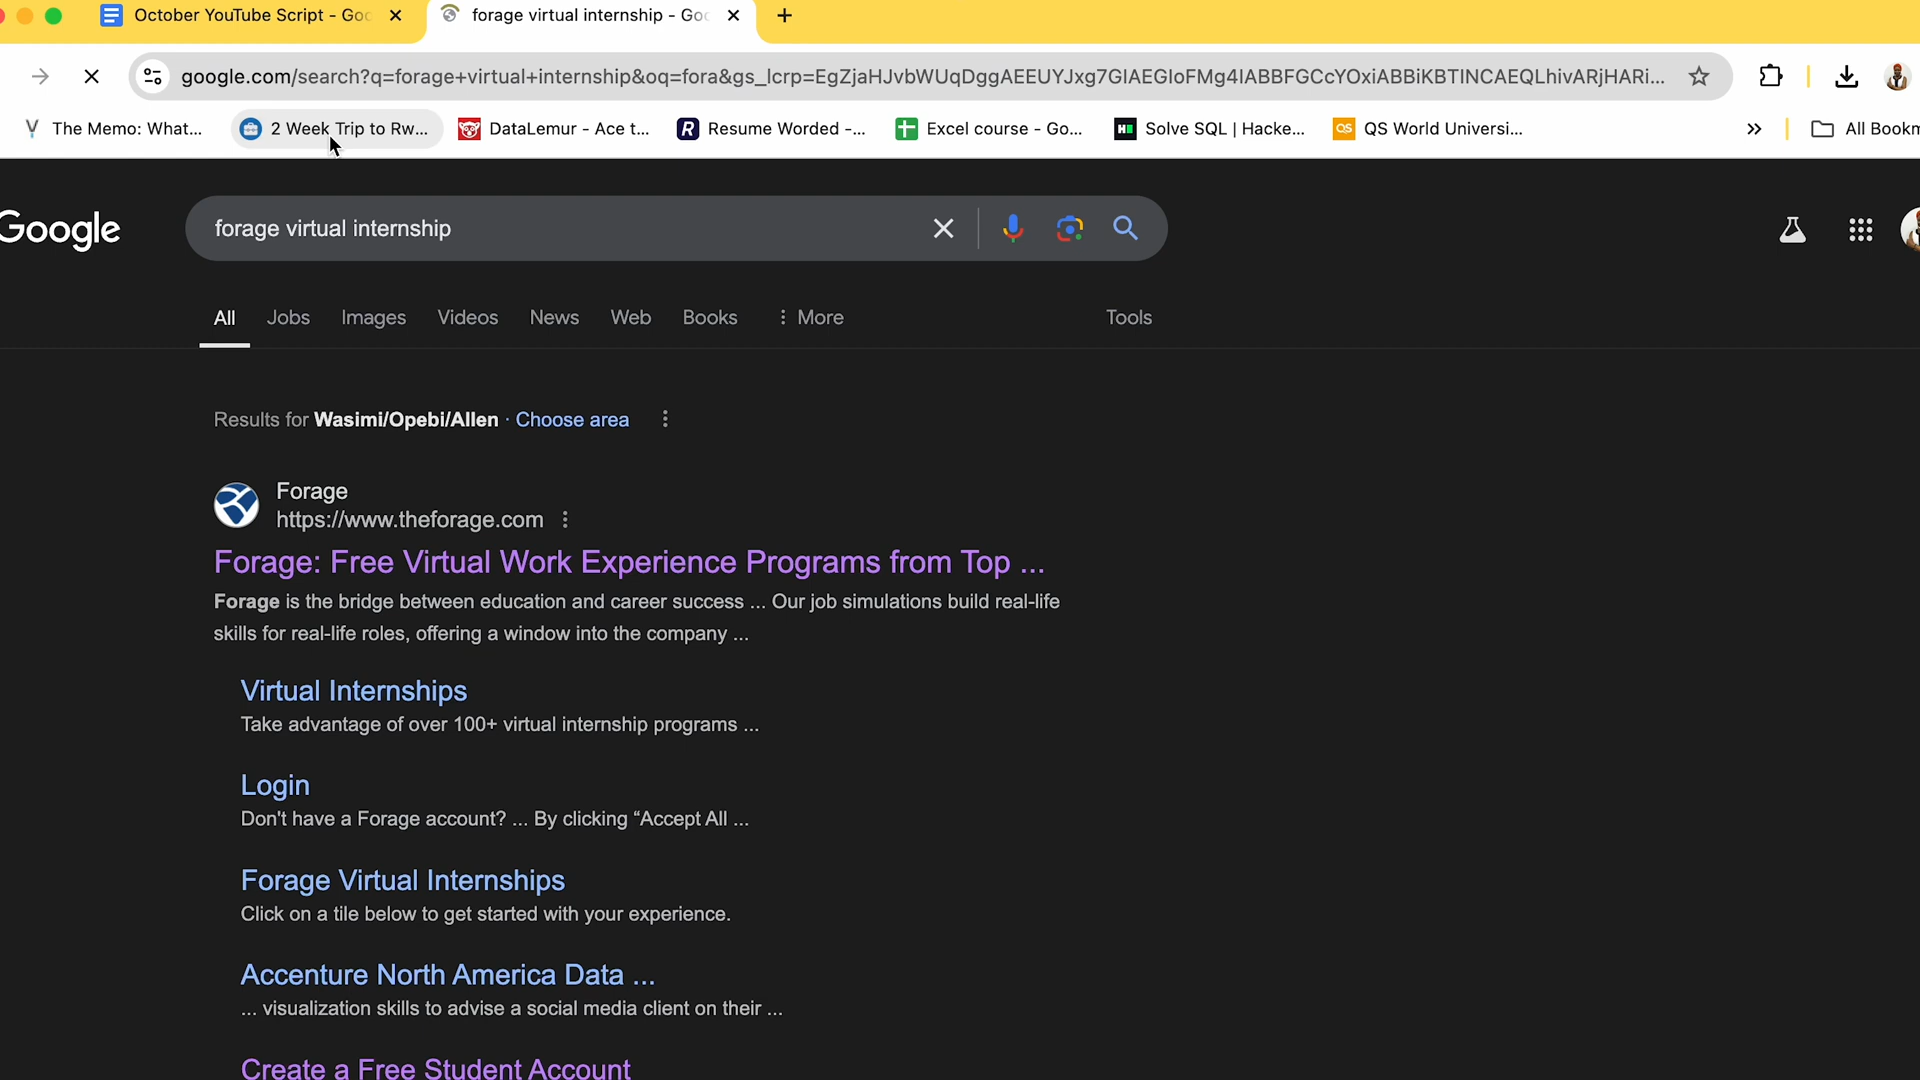 October YouTube Script - Goo
forage virtual internship - Goo
google.com/search?q=forage+virtual+internship&oq=fora&gs_lcrp=EgZjaHJvbWUqDggAEEUYJxg7GIAEGIoFMg4IABBFGCcYOxiABBiKBTINCAEQLhivARjHARi...
The Memo: What...
2 Week Trip to Rw...
DataLemur - Ace t...
Resume Worded -...
Excel course - Go...
Solve SQL | Hacke...
QS World Universi...
All Bookm
Google
forage virtual internship
All Jobs Images Videos News Web Books More Tools
Results for Wasimi/Opebi/Allen · Choose area
Forage
https://www.theforage.com
Forage: Free Virtual Work Experience Programs from Top ...
Forage is the bridge between education and career success ... Our job simulations build real-life
skills for real-life roles, offering a window into the company ...
Virtual Internships
Take advantage of over 100+ virtual internship programs ...
Login
Don't have a Forage account? ... By clicking “Accept All ...
Forage Virtual Internships
Click on a tile below to get started with your experience.
Accenture North America Data ...
... visualization skills to advise a social media client on their ...
Create a Free Student Account